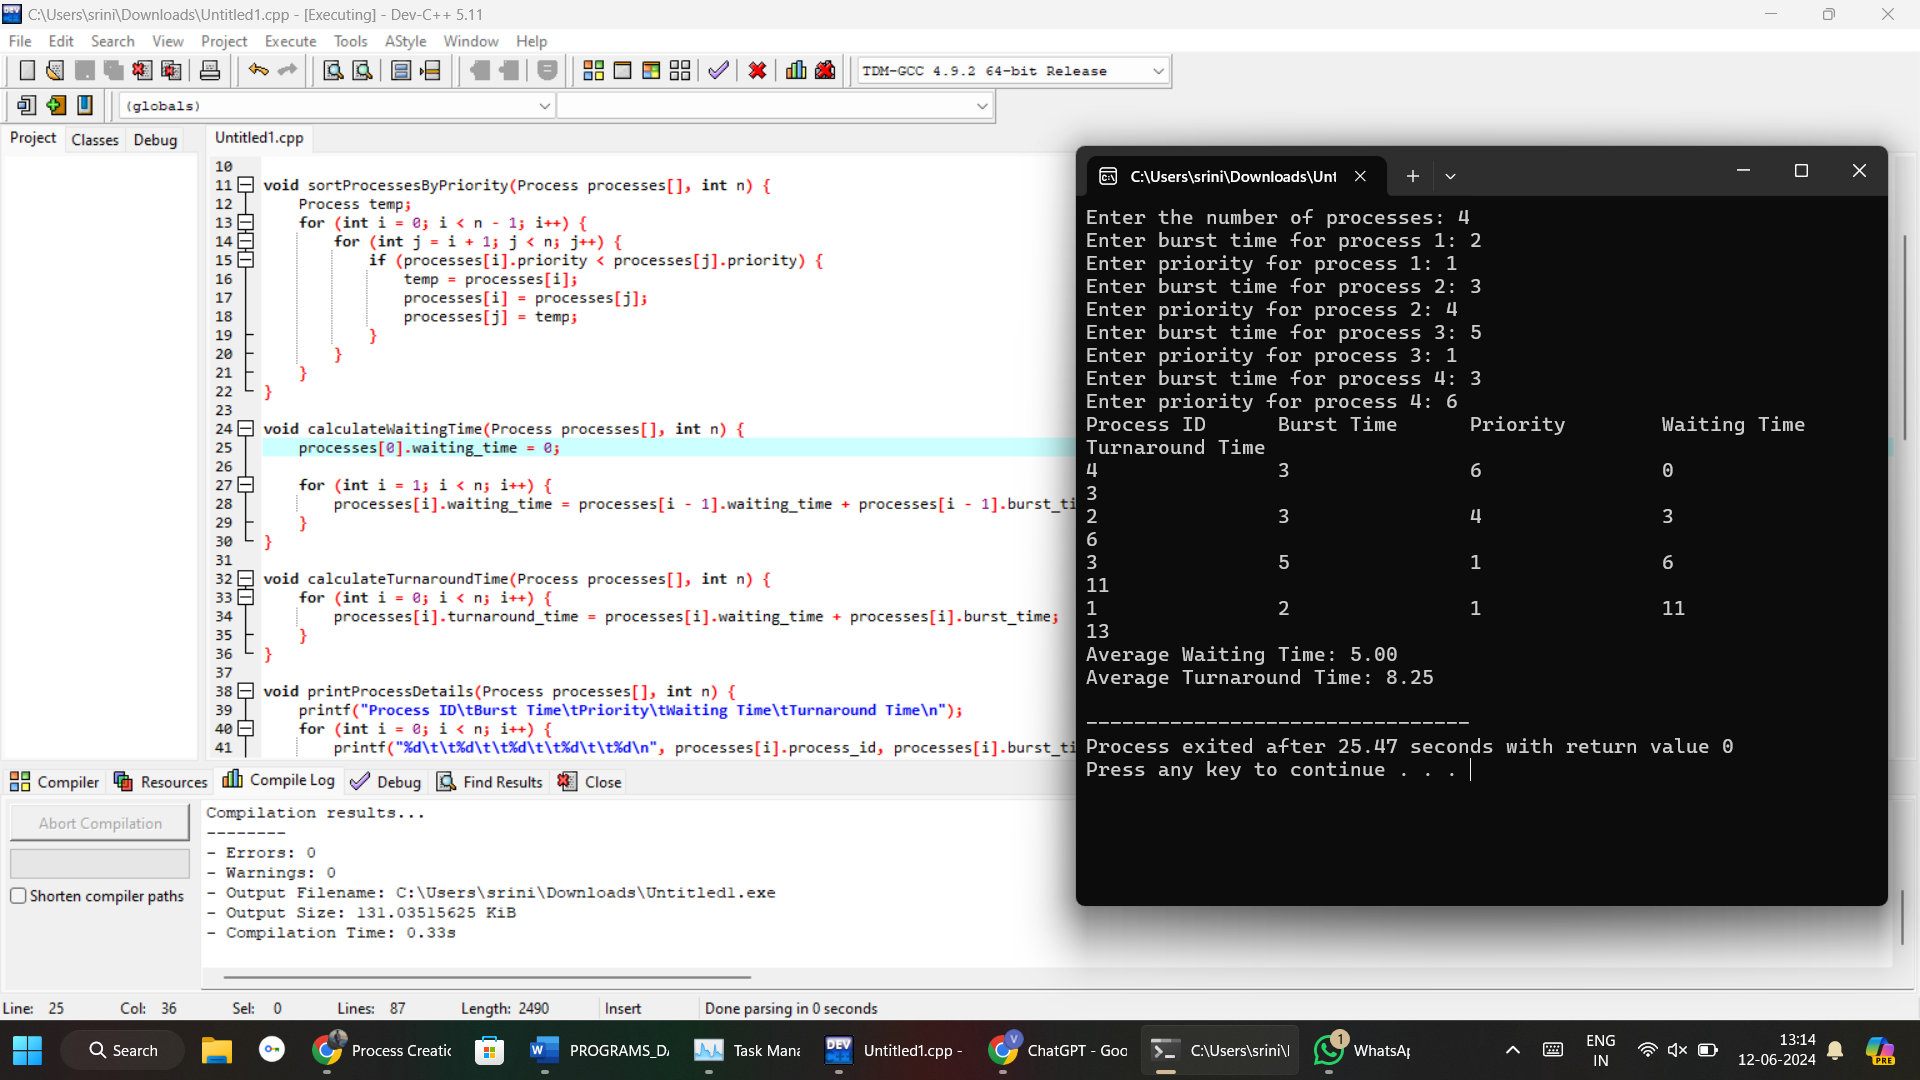 C:\Users\srini\Downloads\Untitled1.cpp - [Executing] - Dev-C++ 5.11
File Edit Search View Project Execute Tools AStyle Window Help
TDM-GCC 4.9.2 64-bit Release
(globals)
Project Classes Debug Untitled1.cpp
10
11 void sortProcessesByPriority(Process processes[], int n) {
12 Process temp;
13 for (int i = 0; i < n - 1; i++) {
14 for (int j = i + 1; j < n; j++) {
15 if (processes[i].priority < processes[j].priority) {
16 temp = processes[i];
17 processes[i] = processes[j];
18 processes[j] = temp;
19 }
20 }
21 }
22 }
23
24 void calculateWaitingTime(Process processes[], int n) {
25 processes[0].waiting_time = 0;
26
27 for (int i = 1; i < n; i++) {
28 processes[i].waiting_time = processes[i - 1].waiting_time + processes[i - 1].burst_ti
29 }
30 }
31
32 void calculateTurnaroundTime(Process processes[], int n) {
33 for (int i = 0; i < n; i++) {
34 processes[i].turnaround_time = processes[i].waiting_time + processes[i].burst_time;
35 }
36 }
37
38 void printProcessDetails(Process processes[], int n) {
39 printf("Process ID\tBurst Time\tPriority\tWaiting Time\tTurnaround Time\n");
40 for (int i = 0; i < n; i++) {
41 printf("%d\t\t%d\t\t%d\t\t%d\t\t%d\n", processes[i].process_id, processes[i].burst_t
C:\Users\srini\Downloads\Unt
Enter the number of processes: 4
Enter burst time for process 1: 2
Enter priority for process 1: 1
Enter burst time for process 2: 3
Enter priority for process 2: 4
Enter burst time for process 3: 5
Enter priority for process 3: 1
Enter burst time for process 4: 3
Enter priority for process 4: 6
Process ID Burst Time Priority Waiting Time
Turnaround Time
4 3 6 0
3
2 3 4 3
6
3 5 1 6
11
1 2 1 11
13
Average Waiting Time: 5.00
Average Turnaround Time: 8.25
--------------------------------
Process exited after 25.47 seconds with return value 0
Press any key to continue . . .
Compiler Resources Compile Log Debug Find Results Close
Abort Compilation
Shorten compiler paths
Compilation results...
--------
- Errors: 0
- Warnings: 0
- Output Filename: C:\Users\srini\Downloads\Untitled1.exe
- Output Size: 131.03515625 KiB
- Compilation Time: 0.33s
Line: 25 Col: 36 Sel: 0 Lines: 87 Length: 2490 Insert Done parsing in 0 seconds
Search Process Creatic PROGRAMS_DA Task Mana DEV Untitled1.cpp - V ChatGPT - Goo C:\Users\srini\I 1 WhatsAp ENG IN 13:14 12-06-2024 PRE